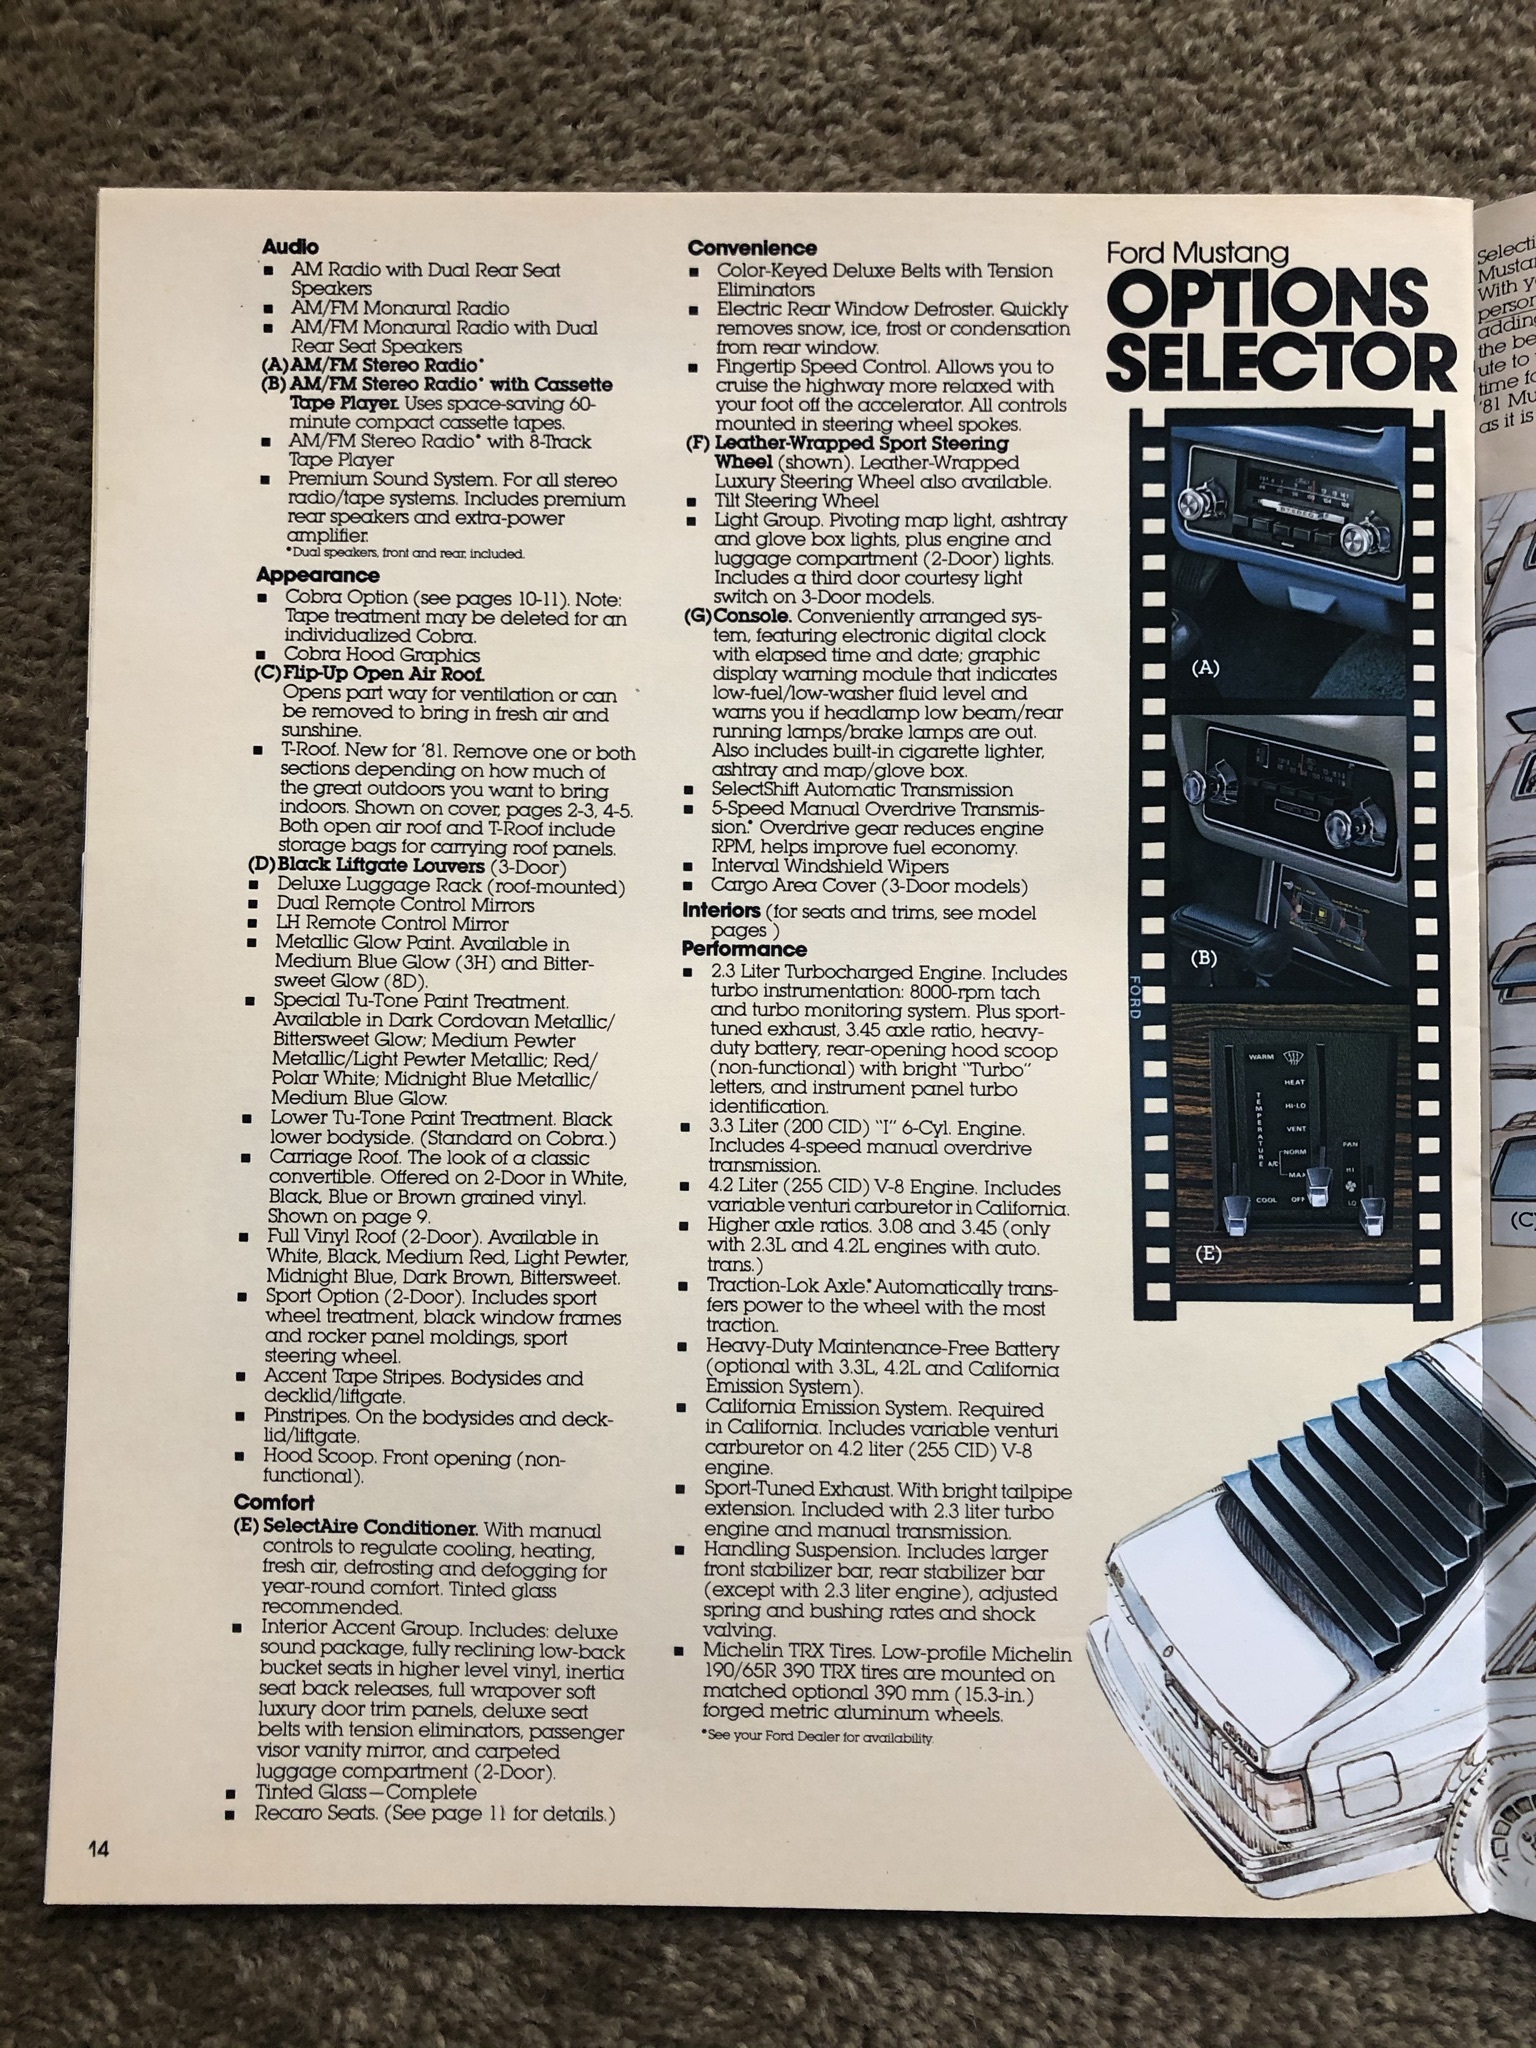 Audio
▪ AM Radio with Dual Rear Seat
Speakers
▪ AM/FM Monaural Radio
▪ AM/FM Monaural Radio with Dual
Rear Seat Speakers
(A) AM/FM Stereo Radio*
(B) AM/FM Stereo Radio* with Cassette
Tape Player. Uses space-saving 60-
minute compact cassette tapes.
▪ AM/FM Stereo Radio* with 8-Track
Tape Player
▪ Premium Sound System. For all stereo
radio/tape systems. Includes premium
rear speakers and extra-power
amplifier.
*Dual speakers, front and rear, included.
Appearance
▪ Cobra Option (see pages 10-11). Note:
Tape treatment may be deleted for an
individualized Cobra.
▪ Cobra Hood Graphics
(C) Flip-Up Open Air Roof.
Opens part way for ventilation or can
be removed to bring in fresh air and
sunshine.
▪ T-Roof. New for '81. Remove one or both
sections depending on how much of
the great outdoors you want to bring
indoors. Shown on cover, pages 2-3, 4-5.
Both open air roof and T-Roof include
storage bags for carrying roof panels.
(D) Black Liftgate Louvers (3-Door)
▪ Deluxe Luggage Rack (roof-mounted)
▪ Dual Remote Control Mirrors
▪ LH Remote Control Mirror
▪ Metallic Glow Paint. Available in
Medium Blue Glow (3H) and Bitter-
sweet Glow (8D).
▪ Special Tu-Tone Paint Treatment.
Available in Dark Cordovan Metallic/
Bittersweet Glow; Medium Pewter
Metallic/Light Pewter Metallic; Red/
Polar White; Midnight Blue Metallic/
Medium Blue Glow.
▪ Lower Tu-Tone Paint Treatment. Black
lower bodyside. (Standard on Cobra.)
▪ Carriage Roof. The look of a classic
convertible. Offered on 2-Door in White,
Black, Blue or Brown grained vinyl.
Shown on page 9.
▪ Full Vinyl Roof (2-Door). Available in
White, Black, Medium Red, Light Pewter,
Midnight Blue, Dark Brown, Bittersweet.
▪ Sport Option (2-Door). Includes sport
wheel treatment, black window frames
and rocker panel moldings, sport
steering wheel.
▪ Accent Tape Stripes. Bodysides and
decklid/liftgate.
▪ Pinstripes. On the bodysides and deck-
lid/liftgate.
▪ Hood Scoop. Front opening (non-
functional).
Comfort
(E) SelectAire Conditioner. With manual
controls to regulate cooling, heating,
fresh air, defrosting and defogging for
year-round comfort. Tinted glass
recommended.
▪ Interior Accent Group. Includes: deluxe
sound package, fully reclining low-back
bucket seats in higher level vinyl, inertia
seat back releases, full wrapover soft
luxury door trim panels, deluxe seat
belts with tension eliminators, passenger
visor vanity mirror, and carpeted
luggage compartment (2-Door).
▪ Tinted Glass—Complete
▪ Recaro Seats. (See page 11 for details.)
14
Convenience
▪ Color-Keyed Deluxe Belts with Tension
Eliminators
▪ Electric Rear Window Defroster. Quickly
removes snow, ice, frost or condensation
from rear window.
▪ Fingertip Speed Control. Allows you to
cruise the highway more relaxed with
your foot off the accelerator. All controls
mounted in steering wheel spokes.
(F) Leather-Wrapped Sport Steering
Wheel (shown). Leather-Wrapped
Luxury Steering Wheel also available.
▪ Tilt Steering Wheel
▪ Light Group. Pivoting map light, ashtray
and glove box lights, plus engine and
luggage compartment (2-Door) lights.
Includes a third door courtesy light
switch on 3-Door models.
(G) Console. Conveniently arranged sys-
tem, featuring electronic digital clock
with elapsed time and date; graphic
display warning module that indicates
low-fuel/low-washer fluid level and
warns you if headlamp low beam/rear
running lamps/brake lamps are out.
Also includes built-in cigarette lighter,
ashtray and map/glove box.
▪ SelectShift Automatic Transmission
▪ 5-Speed Manual Overdrive Transmis-
sion.* Overdrive gear reduces engine
RPM, helps improve fuel economy.
▪ Interval Windshield Wipers
▪ Cargo Area Cover (3-Door models)
Interiors (for seats and trims, see model
pages )
Performance
▪ 2.3 Liter Turbocharged Engine. Includes
turbo instrumentation: 8000-rpm tach
and turbo monitoring system. Plus sport-
tuned exhaust, 3.45 axle ratio, heavy-
duty battery, rear-opening hood scoop
(non-functional) with bright "Turbo"
letters, and instrument panel turbo
identification.
▪ 3.3 Liter (200 CID) "I" 6-Cyl. Engine.
Includes 4-speed manual overdrive
transmission.
▪ 4.2 Liter (255 CID) V-8 Engine. Includes
variable venturi carburetor in California.
▪ Higher axle ratios. 3.08 and 3.45 (only
with 2.3L and 4.2L engines with auto.
trans.)
▪ Traction-Lok Axle.* Automatically trans-
fers power to the wheel with the most
traction.
▪ Heavy-Duty Maintenance-Free Battery
(optional with 3.3L, 4.2L and California
Emission System).
▪ California Emission System. Required
in California. Includes variable venturi
carburetor on 4.2 liter (255 CID) V-8
engine.
▪ Sport-Tuned Exhaust. With bright tailpipe
extension. Included with 2.3 liter turbo
engine and manual transmission.
▪ Handling Suspension. Includes larger
front stabilizer bar, rear stabilizer bar
(except with 2.3 liter engine), adjusted
spring and bushing rates and shock
valving.
▪ Michelin TRX Tires. Low-profile Michelin
190/65R 390 TRX tires are mounted on
matched optional 390 mm (15.3-in.)
forged metric aluminum wheels.
*See your Ford Dealer for availability.
Ford Mustang
OPTIONS
SELECTOR
STEREO
(A)
(B)
FORD
WARM
HEAT
HI-LO
VENT
NORM
A/C
MAX
COOL OFF
TEMPERATURE
FAN
HI
LO
(E)
Selecti
Musta
With y
person
adding
the be
ute to
time fo
'81 Mu
as it is
(C)